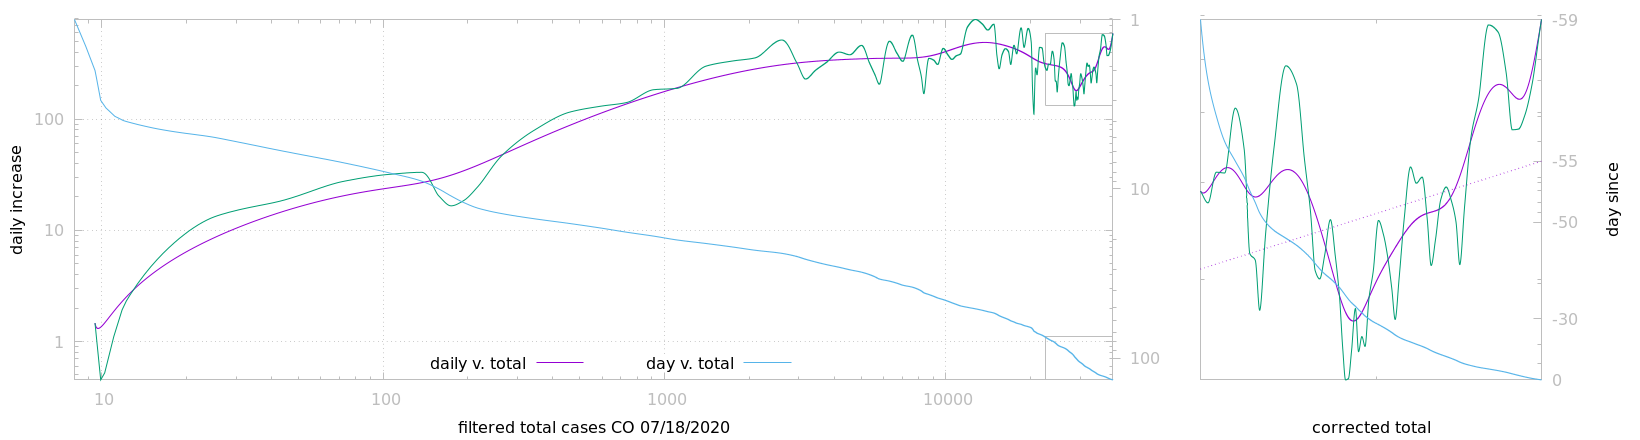 daily increase
100
10
1
daily v. total
day v. total
10
100
1000
10000
filtered total cases CO 07/18/2020
1
10
100
-59
-55
-50
-30
0
day since
corrected total